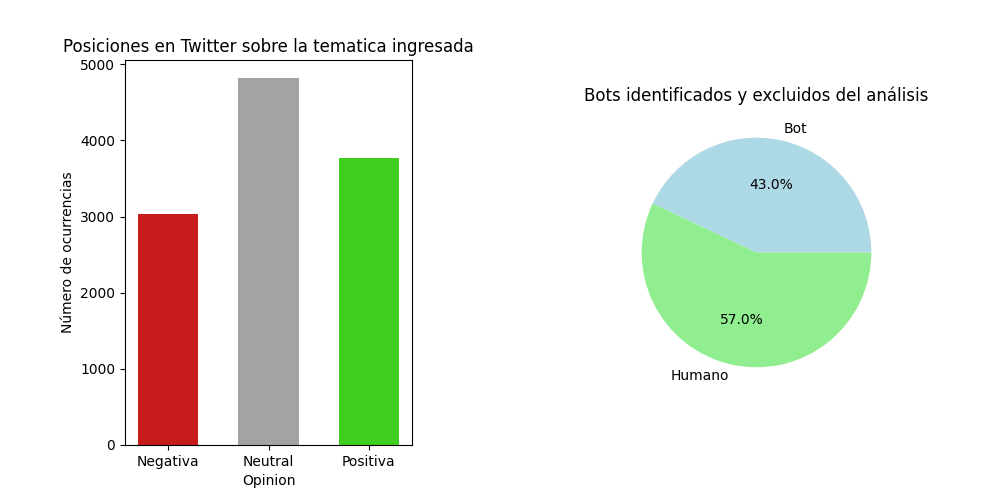 Posiciones en Twitter sobre la tematica ingresada
Número de ocurrencias
5000
4000
3000
2000
1000
0
Negativa
Neutral
Positiva
Opinion
Bots identificados y excluidos del análisis
Bot
43.0%
57.0%
Humano